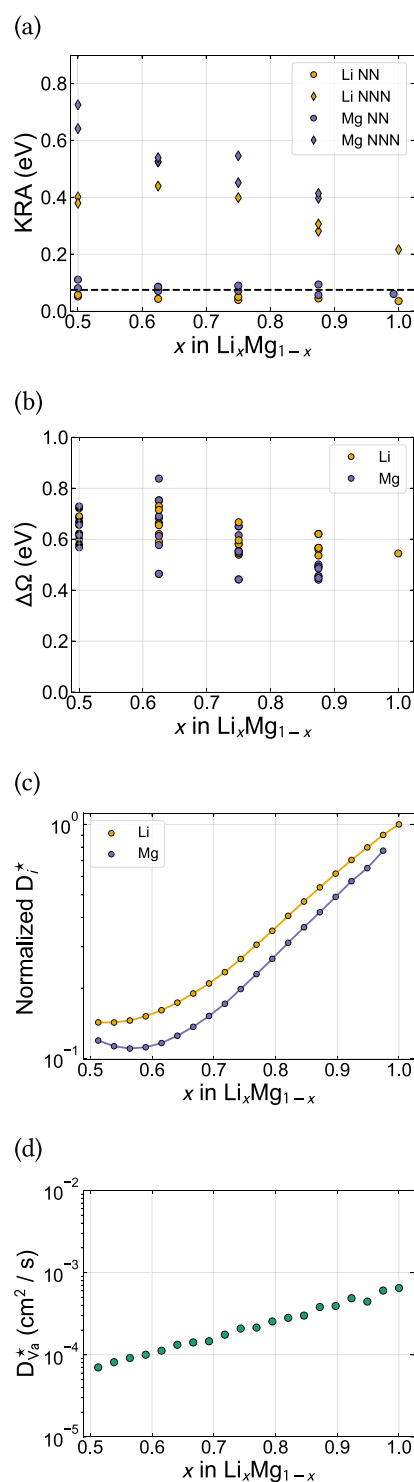 (a)
KRA (eV)
0.8
0.6
0.4
0.2
0.0
Li NN
Li NNN
Mg NN
Mg NNN
0.5 0.6 0.7 0.8 0.9 1.0
x in LiₓMg₁₋ₓ
(b)
ΔΩ (eV)
1.0
0.8
0.6
0.4
0.2
0.0
Li
Mg
0.5 0.6 0.7 0.8 0.9 1.0
x in LiₓMg₁₋ₓ
(c)
Normalized Dᵢ*
10⁰
10⁻¹
Li
Mg
0.5 0.6 0.7 0.8 0.9 1.0
x in LiₓMg₁₋ₓ
(d)
D*Va (cm² / s)
10⁻²
10⁻³
10⁻⁴
10⁻⁵
0.5 0.6 0.7 0.8 0.9 1.0
x in LiₓMg₁₋ₓ